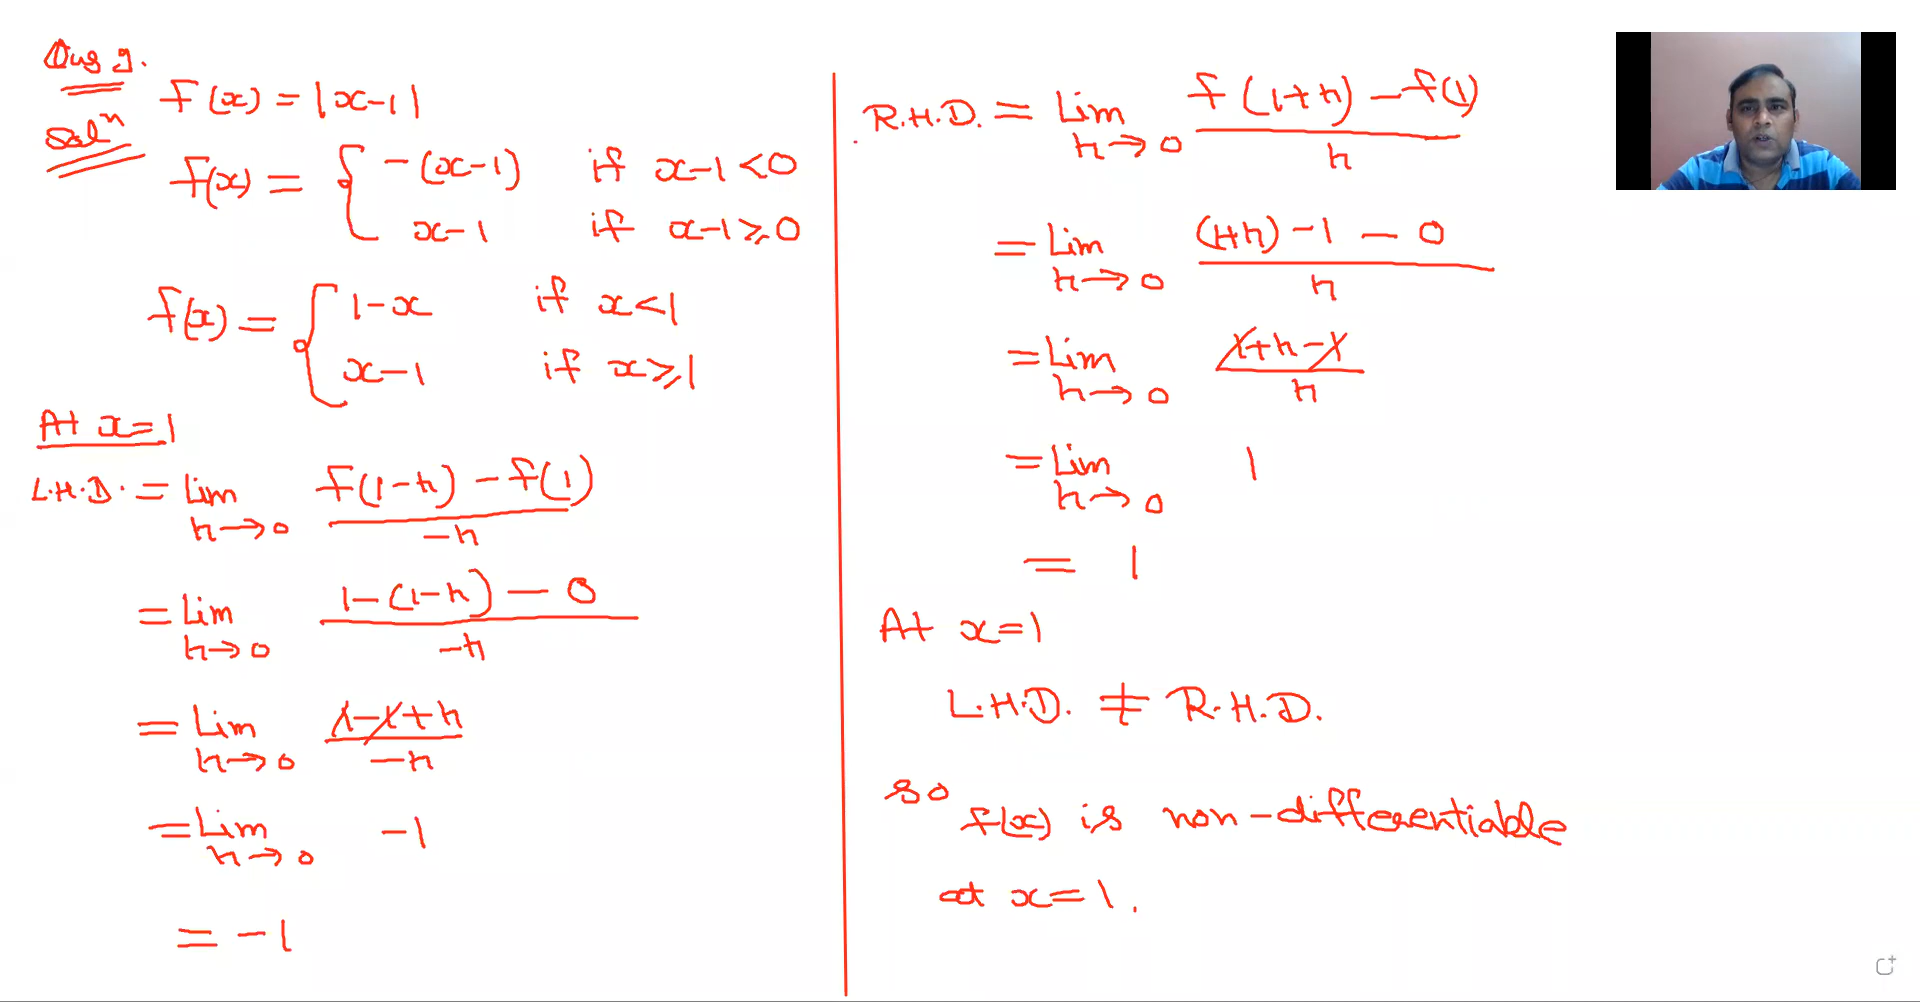 Ques 9.
f(x) = |x-1|
Solⁿ
f(x) = { -(x-1) if x-1<0
x-1 if x-1≥0
f(x) = { 1-x if x<1
x-1 if x≥1
At x=1
L.H.D. = Lim h→0 f(1-h) - f(1) / -h
= Lim h→0 1-(1-h) - 0 / -h
= Lim h→0 1-1+h / -h
= Lim h→0 -1
= -1
R.H.D. = Lim h→0 f(1+h) - f(1) / h
= Lim h→0 (1+h) -1 - 0 / h
= Lim h→0 1+h-1 / h
= Lim h→0 1
= 1
At x=1
L.H.D. ≠ R.H.D.
so
f(x) is non-differentiable
at x=1.